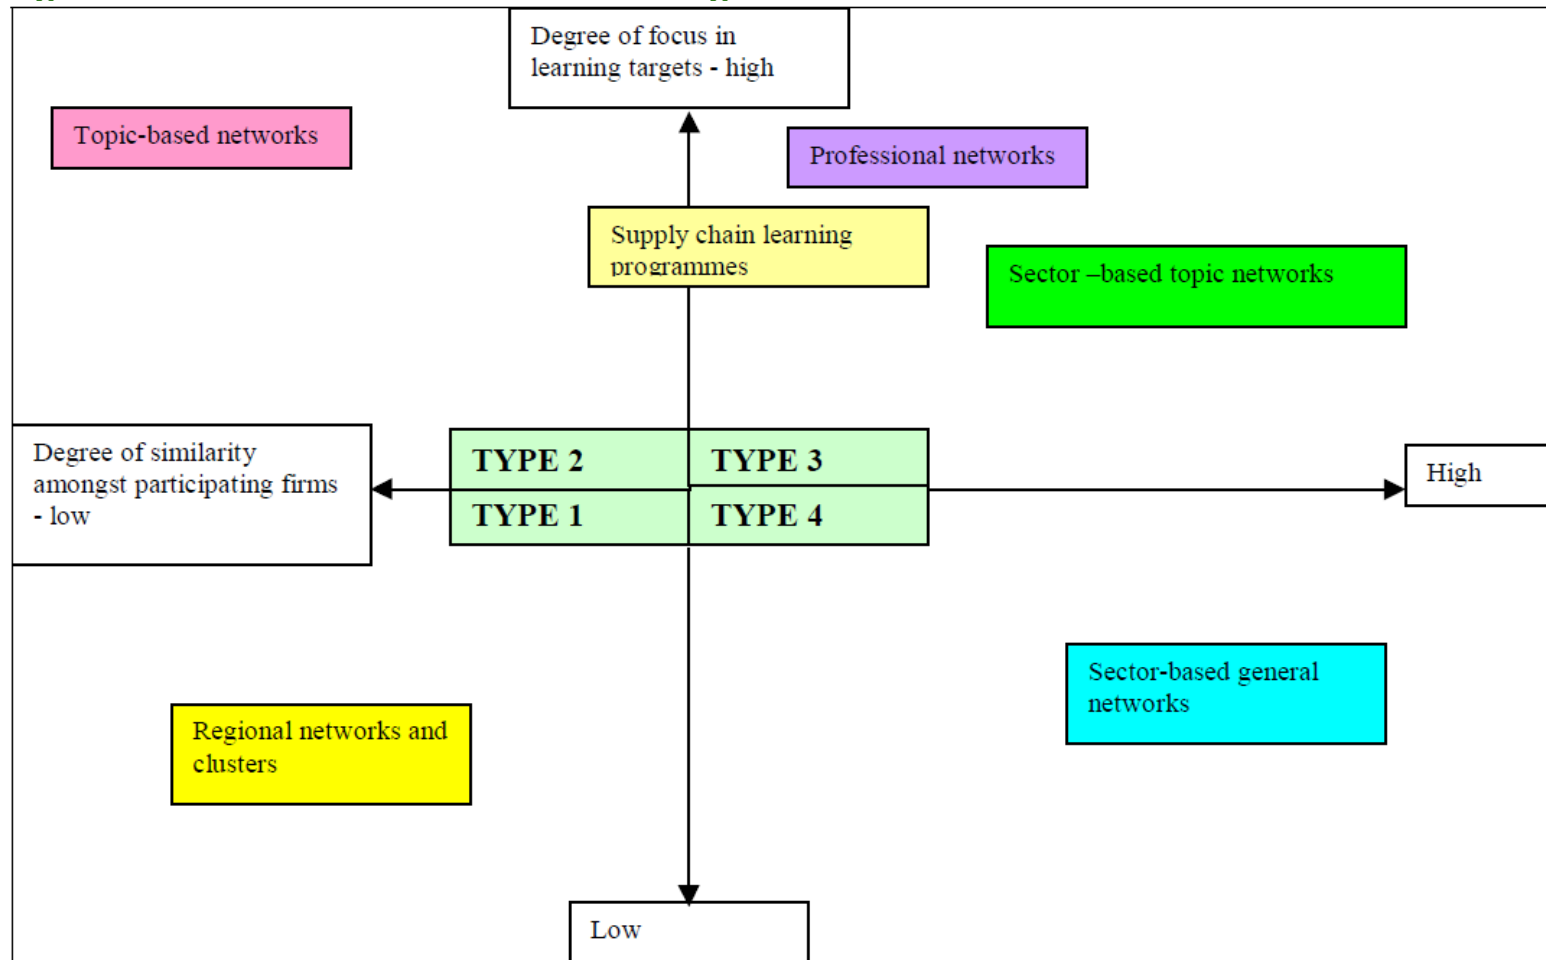 Degree of focus in
learning targets - high
Topic-based networks
Professional networks
Supply chain learning
programmes
Sector –based topic networks
Degree of similarity
amongst participating firms
- low
TYPE 2
TYPE 3
High
TYPE 1
TYPE 4
Sector-based general
networks
Regional networks and
clusters
Low